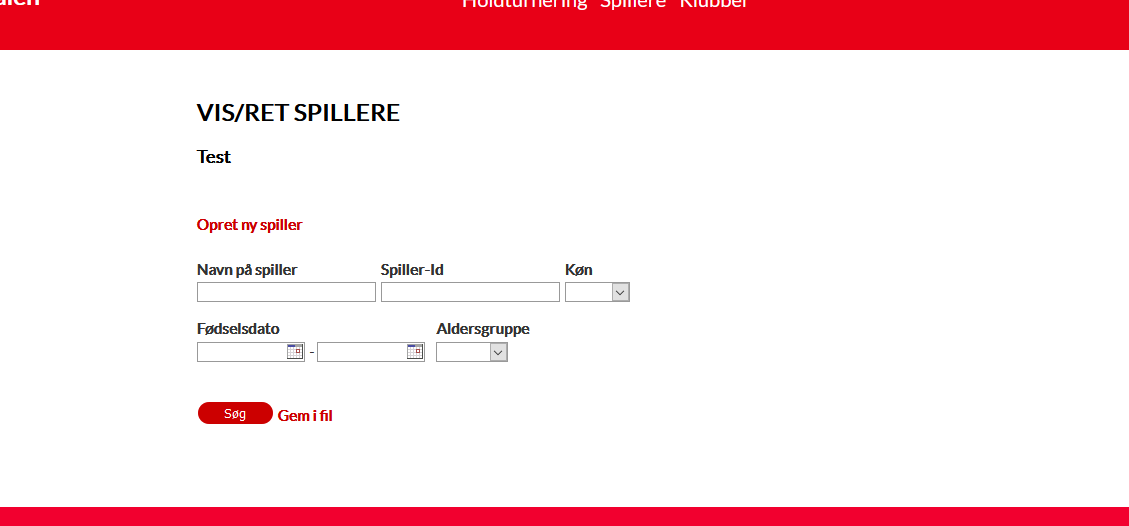 Holdturnering Spillere Klubber
VIS/RET SPILLERE
Test
Opret ny spiller
Navn på spiller Spiller-Id Køn
Fødselsdato Aldersgruppe
-
Søg Gem i fil